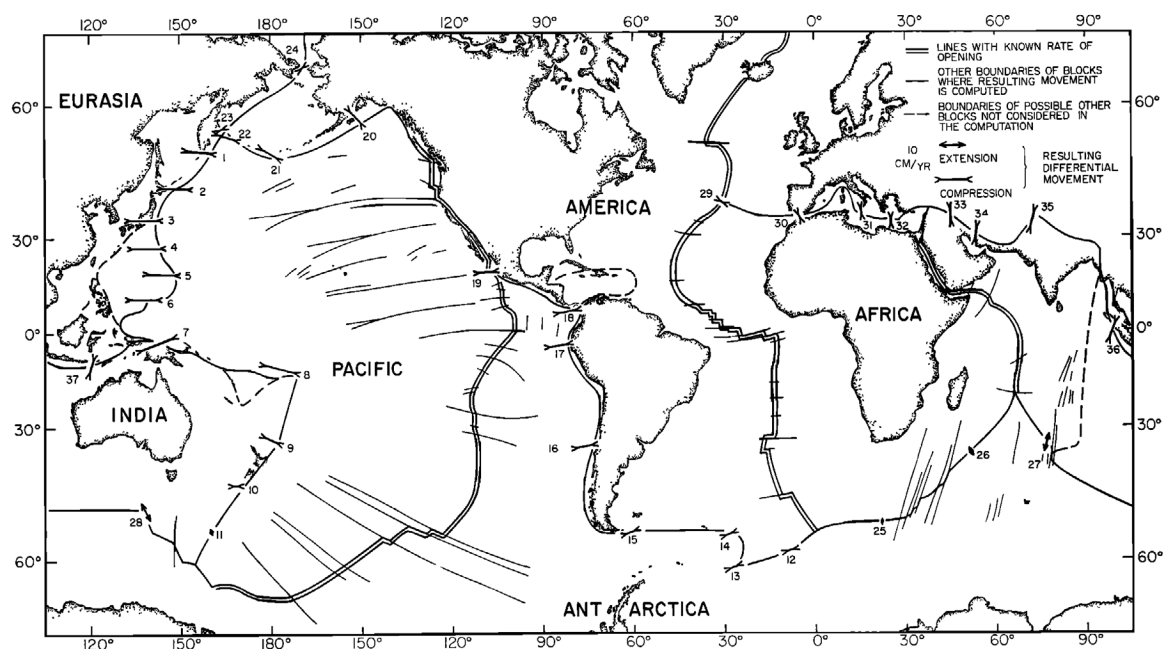 120° 150° 180° 150° 120° 90° 60° 30° 0° 30° 60° 90°
LINES WITH KNOWN RATE OF
OPENING
OTHER BOUNDARIES OF BLOCKS
WHERE RESULTING MOVEMENT
IS COMPUTED
BOUNDARIES OF POSSIBLE OTHER
BLOCKS NOT CONSIDERED IN
THE COMPUTATION
10
CM/YR
EXTENSION
COMPRESSION
RESULTING
DIFFERENTIAL
MOVEMENT
EURASIA
AMERICA
AFRICA
PACIFIC
INDIA
ANT ARCTICA
60° 60°
30° 30°
0° 0°
30° 30°
60° 60°
24
23
22
20
21
1
2
3
4
5
6
7
8
9
10
11
28
37
19
18
17
16
15
14
13
12
25
26
27
29
30
31
32
33
34
35
36
120° 150° 180° 150° 120° 90° 60° 30° 0° 30° 60° 90°